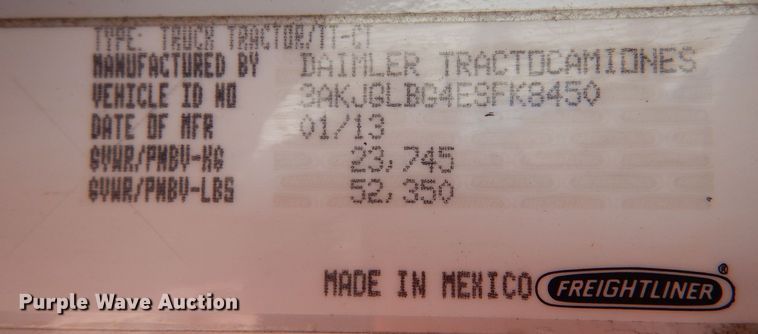 TYPE: TRUCK TRACTOR/TT-CT
MANUFACTURED BY DAIMLER TRACTOCAMIONES
VEHICLE ID NO 3AKJGLBG4ESFK8450
DATE OF MFR 01/13
GVWR/PNBV-KG 23,745
GVWR/PNBV-LBS 52,350
MADE IN MEXICO FREIGHTLINER®
Purple Wave Auction